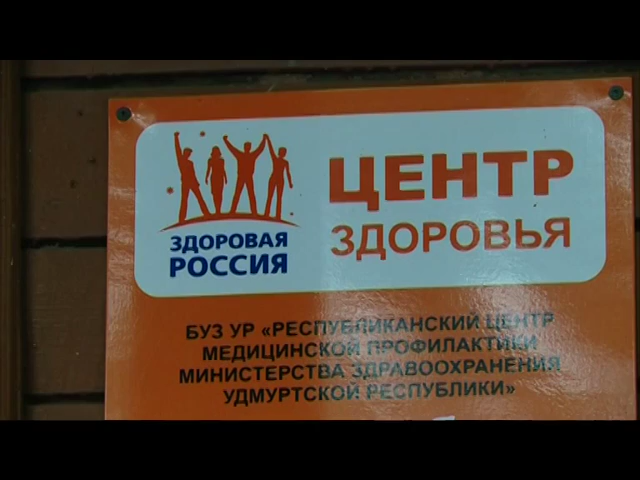 ЗДОРОВАЯ
РОССИЯ
ЦЕНТР
ЗДОРОВЬЯ
БУЗ УР «РЕСПУБЛИКАНСКИЙ ЦЕНТР
МЕДИЦИНСКОЙ ПРОФИЛАКТИКИ
МИНИСТЕРСТВА ЗДРАВООХРАНЕНИЯ
УДМУРТСКОЙ РЕСПУБЛИКИ»